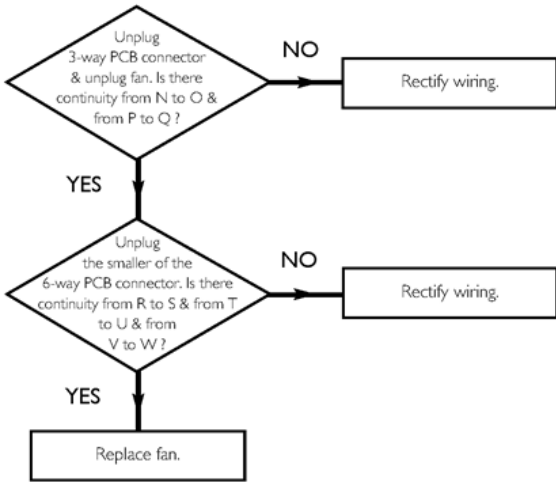 Unplug
3-way PCB connector
& unplug fan. Is there
continuity from N to O &
from P to Q ?
NO
Rectify wiring.
YES
Unplug
the smaller of the
6-way PCB connector. Is there
continuity from R to S & from T
to U & from
V to W ?
NO
Rectify wiring.
YES
Replace fan.